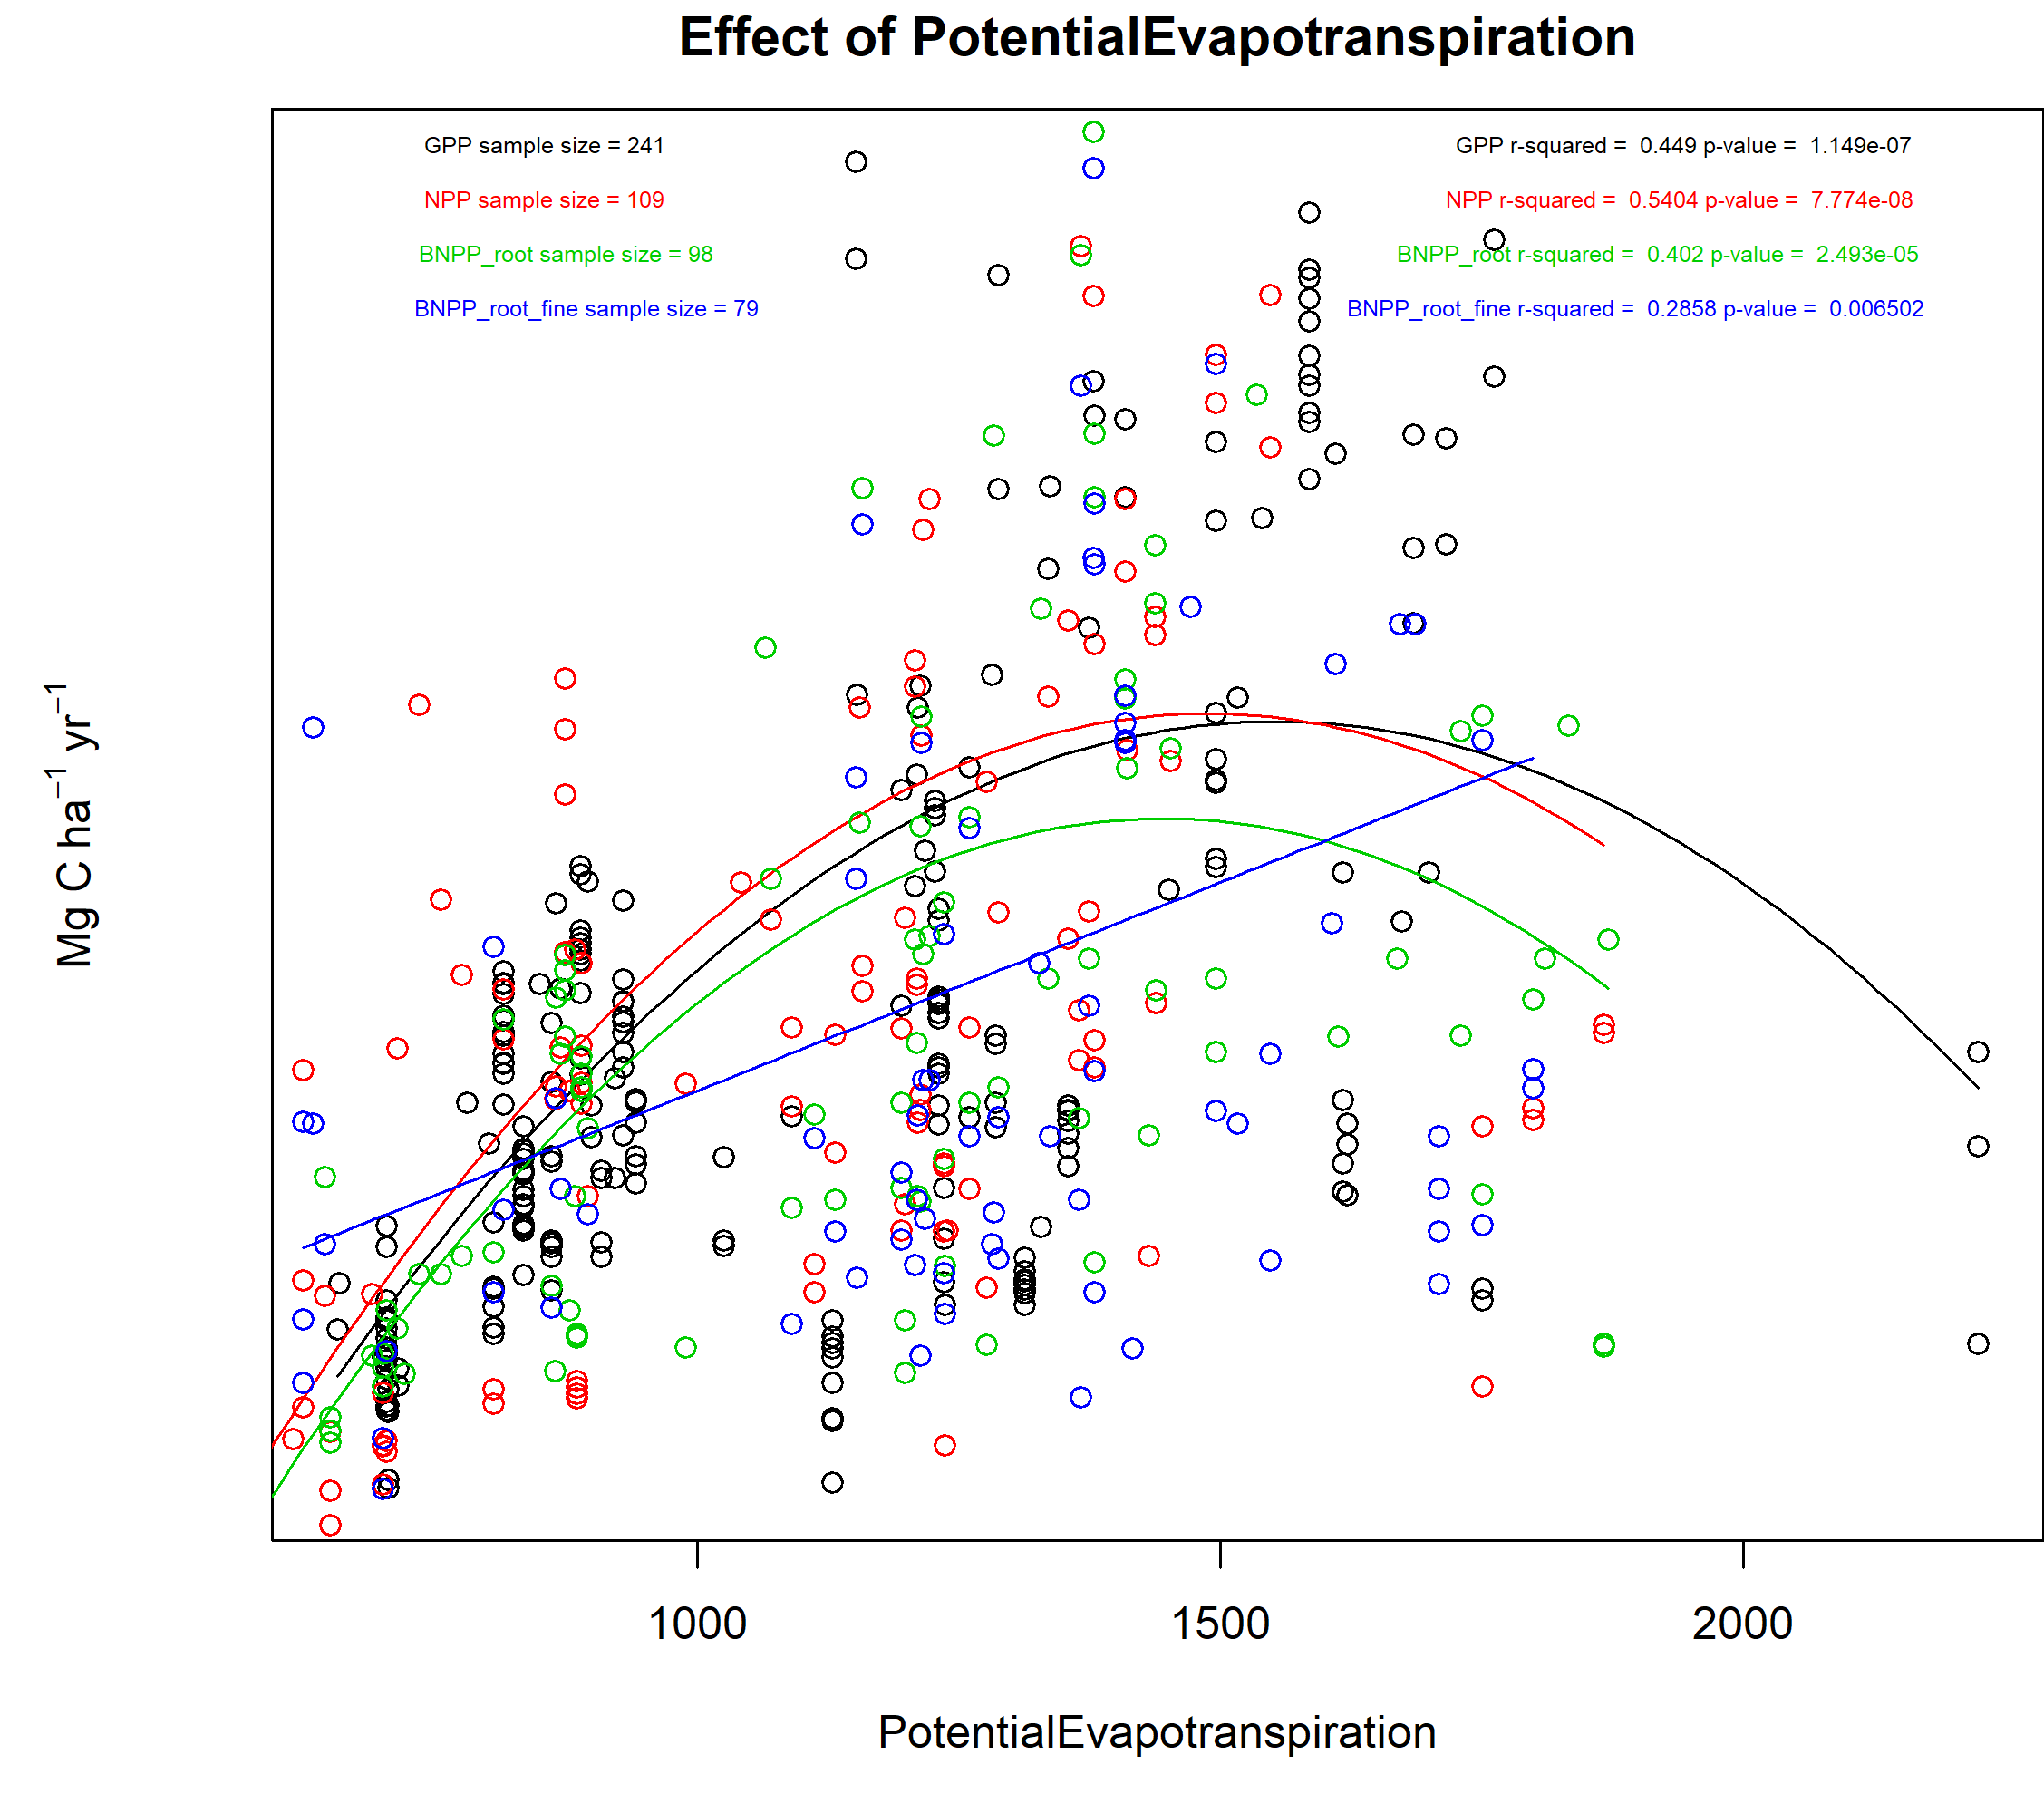 Effect of PotentialEvapotranspiration
GPP sample size = 241
NPP sample size = 109
BNPP_root sample size = 98
BNPP_root_fine sample size = 79
GPP r-squared = 0.449 p-value = 1.149e-07
NPP r-squared = 0.5404 p-value = 7.774e-08
BNPP_root r-squared = 0.402 p-value = 2.493e-05
BNPP_root_fine r-squared = 0.2858 p-value = 0.006502
Mg C ha⁻¹ yr⁻¹
1000 1500 2000
PotentialEvapotranspiration